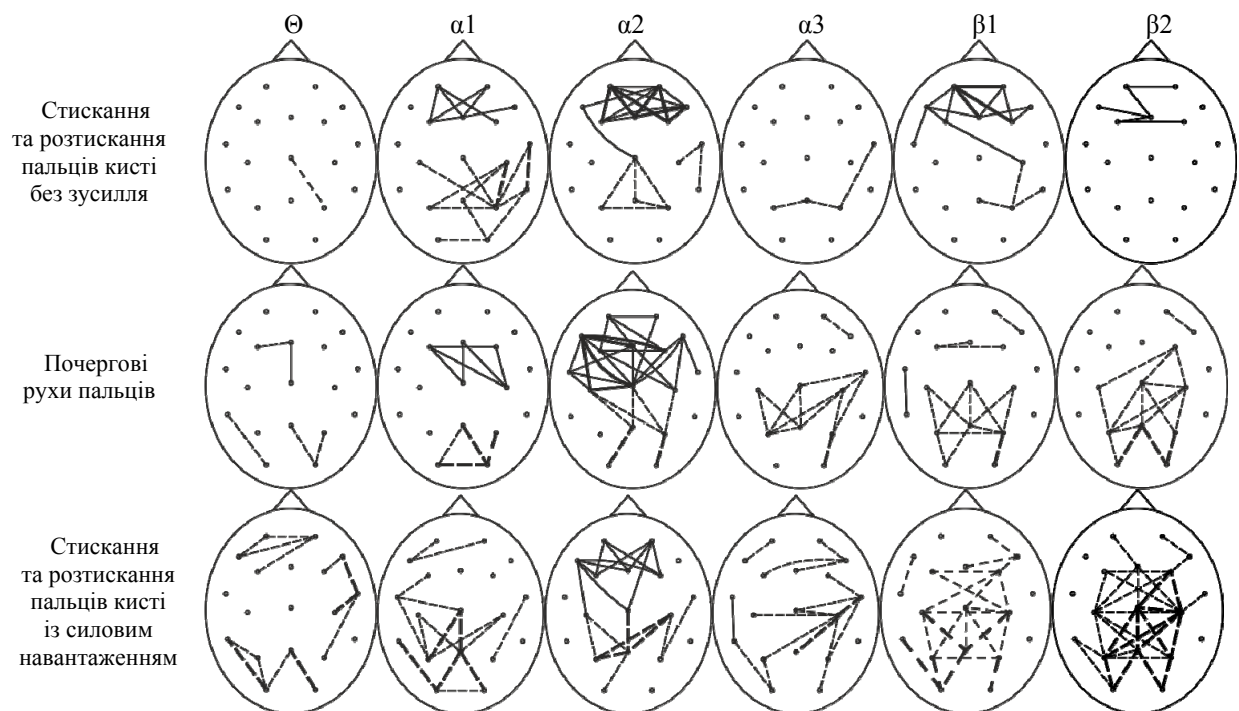 Θ α1 α2 α3 β1 β2
Стискання
та розтискання
пальців кисті
без зусилля
Почергові
рухи пальців
Стискання
та розтискання
пальців кисті
із силовим
навантаженням